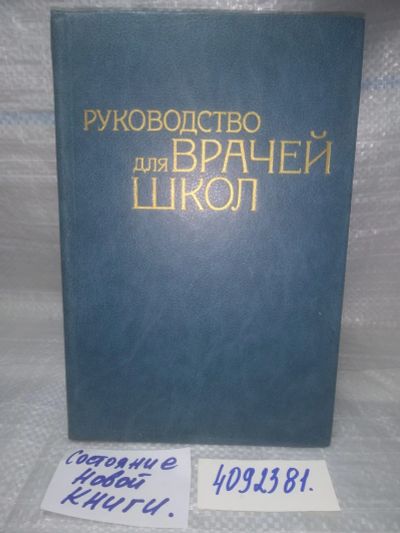 РУКОВОДСТВО
для ВРАЧЕЙ
ШКОЛ
Состояние
новой
книги.
4092381.